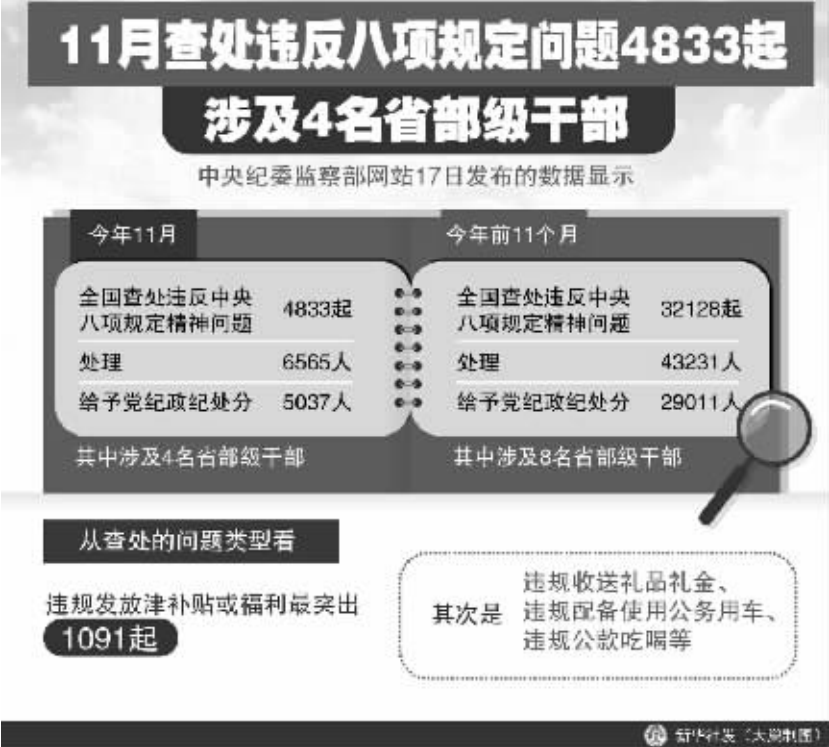 11月查处违反八项规定问题4833起
涉及4名省部级干部
中央纪委监察部网站17日发布的数据显示
今年11月
全国查处违反中央
八项规定精神问题
4833起
处理
6565人
给予党纪政纪处分
5037人
其中涉及4名省部级干部
今年前11个月
全国查处违反中央
八项规定精神问题
32128起
处理
43231人
给予党纪政纪处分
29011人
其中涉及8名省部级干部
从查处的问题类型看
违规发放津补贴或福利最突出
1091起
其次是
违规收送礼品礼金、
违规配备使用公务用车、
违规公款吃喝等
新华社发（大巢制图）